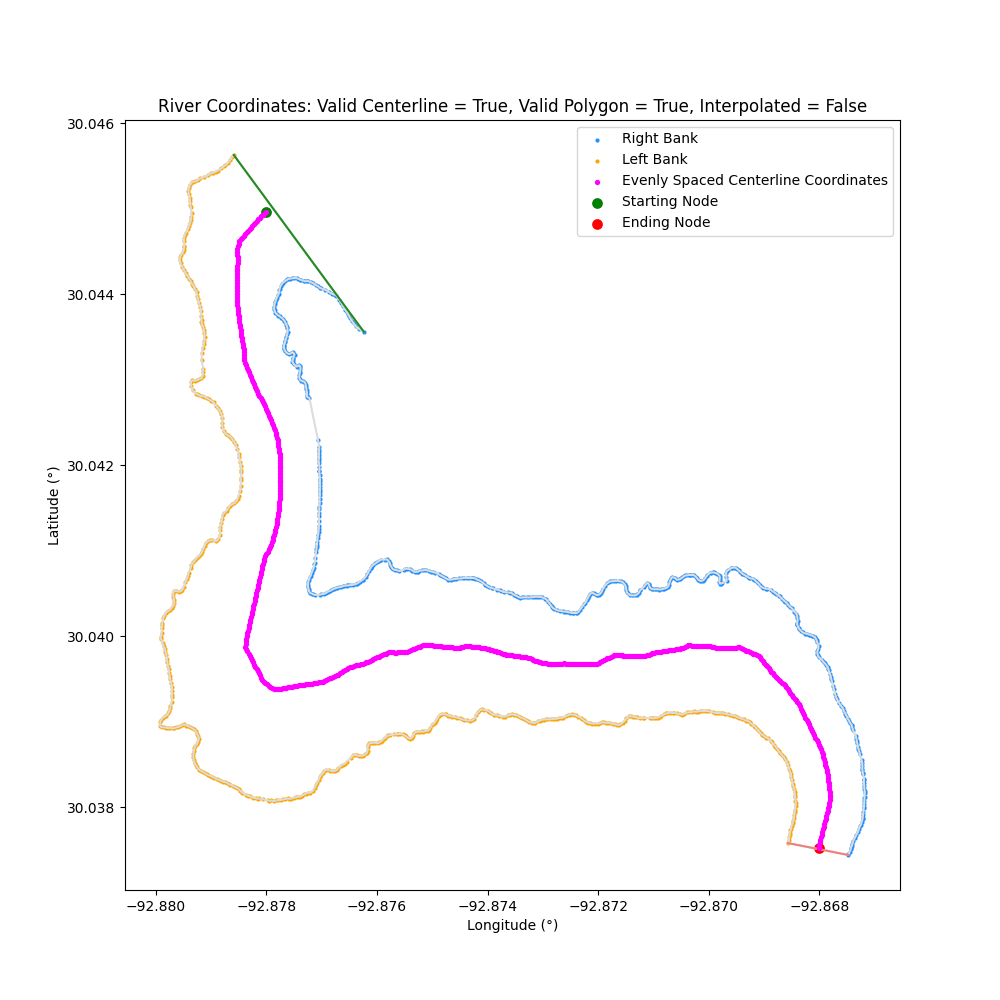 River Coordinates: Valid Centerline = True, Valid Polygon = True, Interpolated = False
30.046
30.044
30.042
30.040
30.038
Latitude (°)
Right Bank
Left Bank
Evenly Spaced Centerline Coordinates
Starting Node
Ending Node
−92.880 −92.878 −92.876 −92.874 −92.872 −92.870 −92.868
Longitude (°)